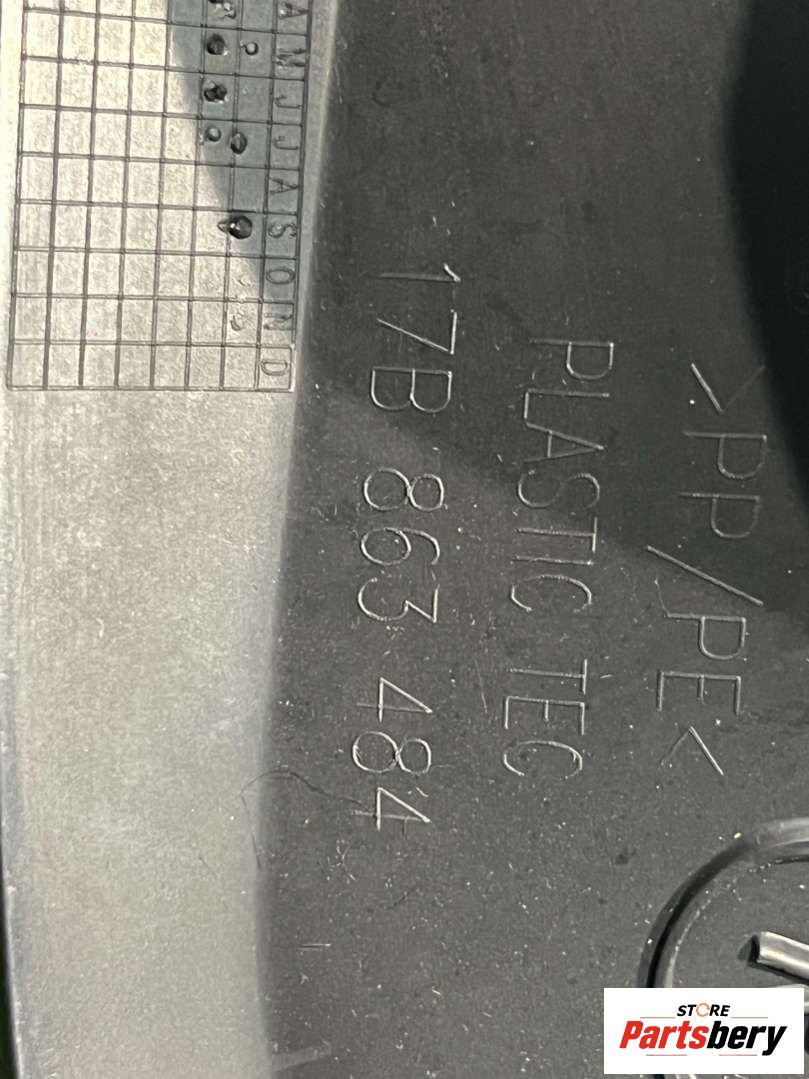 >PP/PE<
PLASTIC TEC
17B 863 484
A M J J A S O N D
STORE
Partsbery